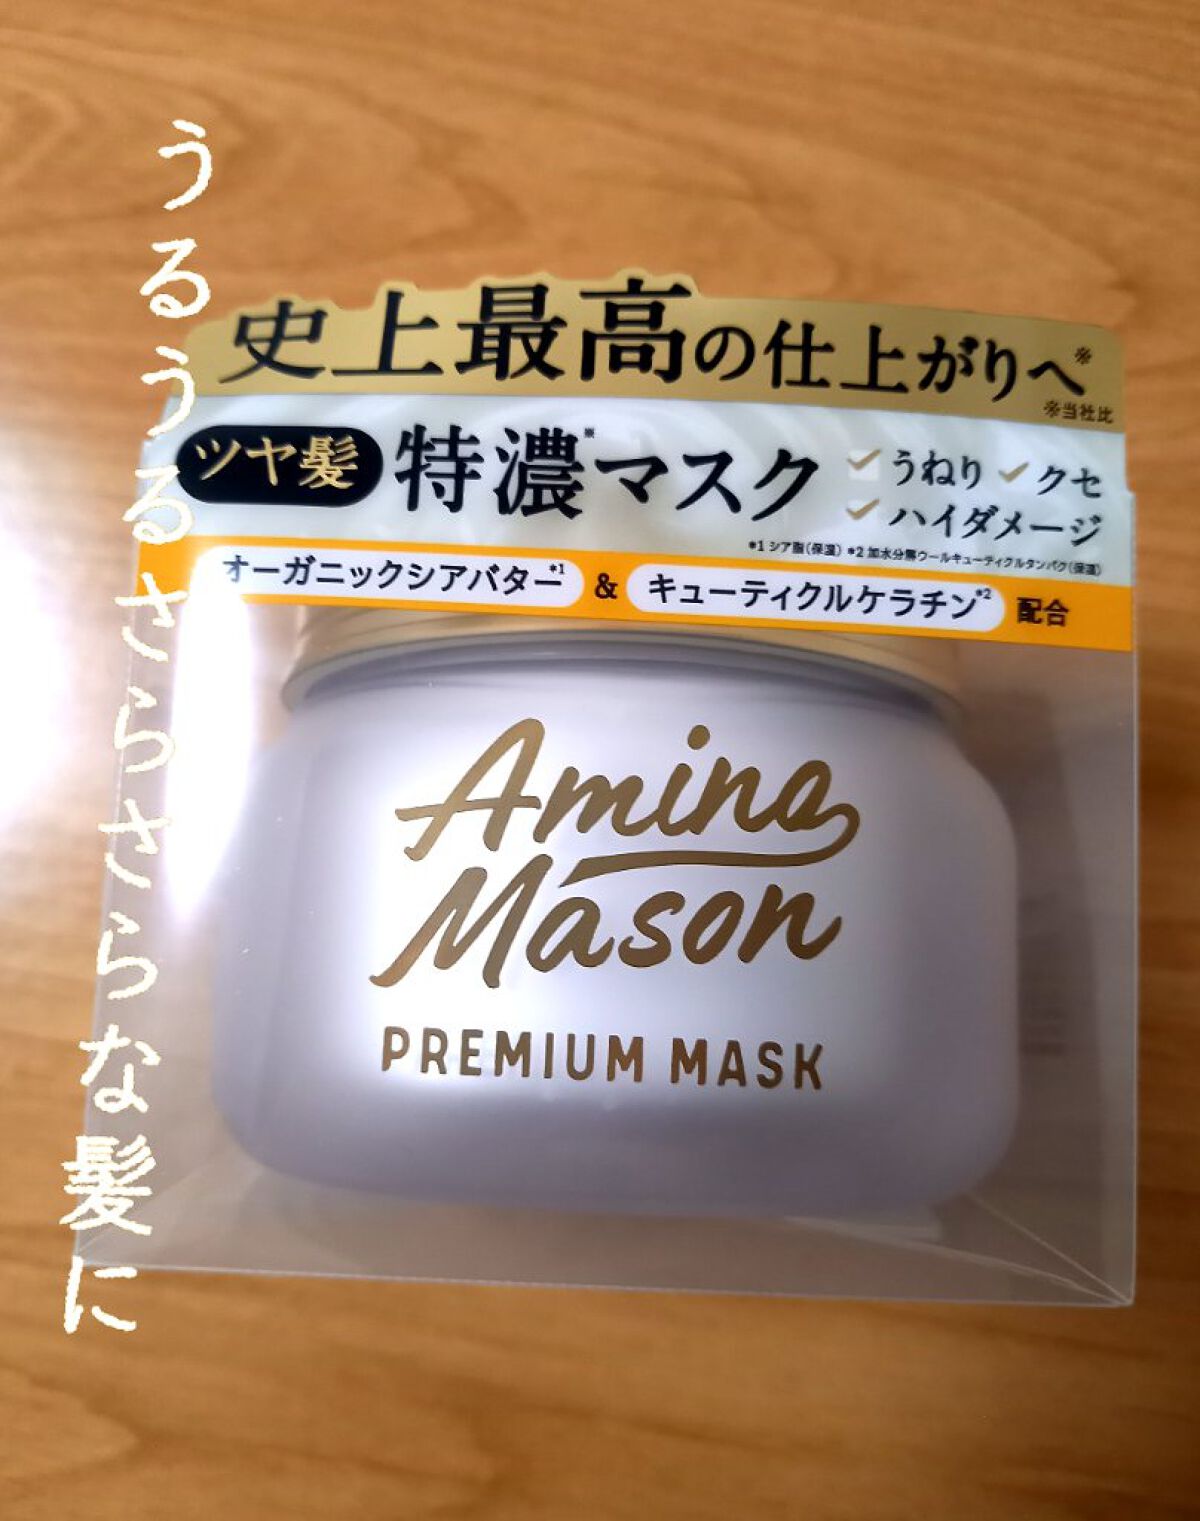 うるうるさらさらな髪に
史上最高の仕上がりへ※
※当社比
ツヤ髪 特濃※マスク
うねり クセ
ハイダメージ
*1 シア脂(保湿) *2 加水分解ウールキューティクルタンパク(保湿)
オーガニックシアバター*1 & キューティクルケラチン*2 配合
Amino
Mason
PREMIUM MASK